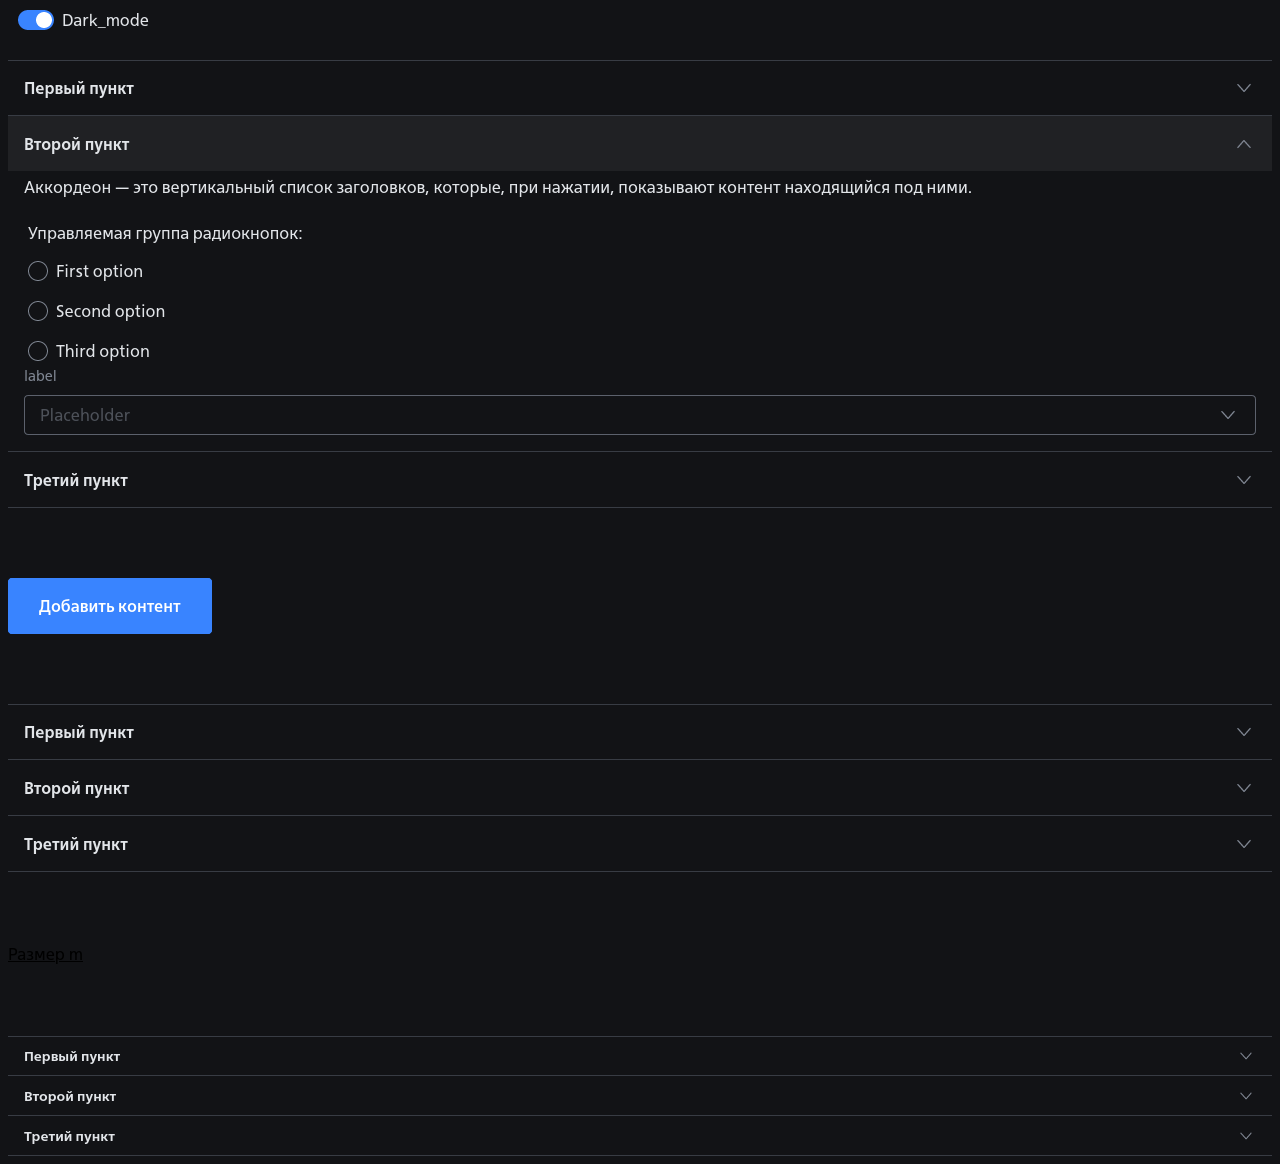 Dark_mode
Первый пункт
Второй пункт
Аккордеон — это вертикальный список заголовков, которые, при нажатии, показывают контент находящийся под ними.
Управляемая группа радиокнопок:
First option
Second option
Third option
label
Placeholder
Третий пункт
Добавить контент
Первый пункт
Второй пункт
Третий пункт
Размер m
Первый пункт
Второй пункт
Третий пункт